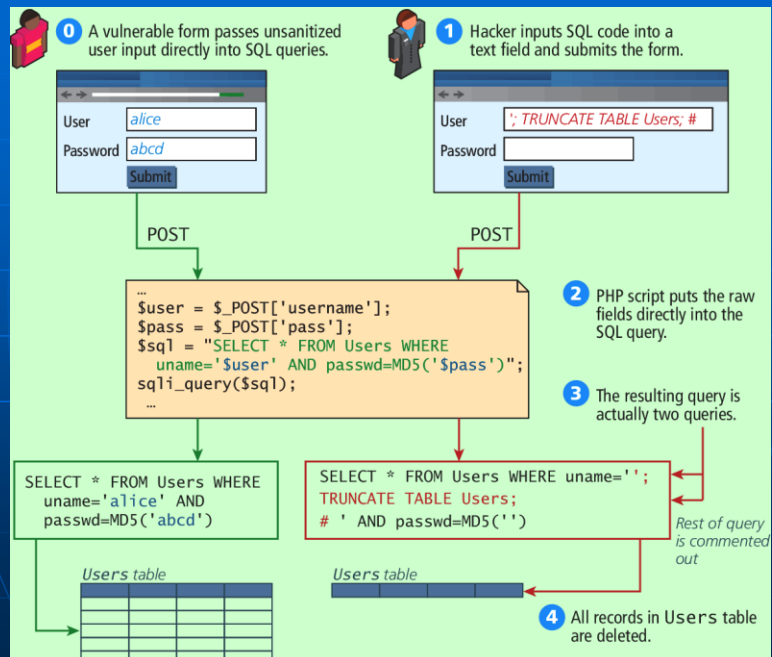 0 A vulnerable form passes unsanitized
user input directly into SQL queries.
1 Hacker inputs SQL code into a
text field and submits the form.
User alice
Password abcd
Submit
User '; TRUNCATE TABLE Users; #
Password
Submit
POST
POST
…
$user = $_POST['username'];
$pass = $_POST['pass'];
$sql = "SELECT * FROM Users WHERE
uname='$user' AND passwd=MD5('$pass')";
sqli_query($sql);
…
2 PHP script puts the raw
fields directly into the
SQL query.
3 The resulting query is
actually two queries.
SELECT * FROM Users WHERE
uname='alice' AND
passwd=MD5('abcd')
SELECT * FROM Users WHERE uname='';
TRUNCATE TABLE Users;
# ' AND passwd=MD5('')
Rest of query
is commented
out
Users table
Users table
4 All records in Users table
are deleted.